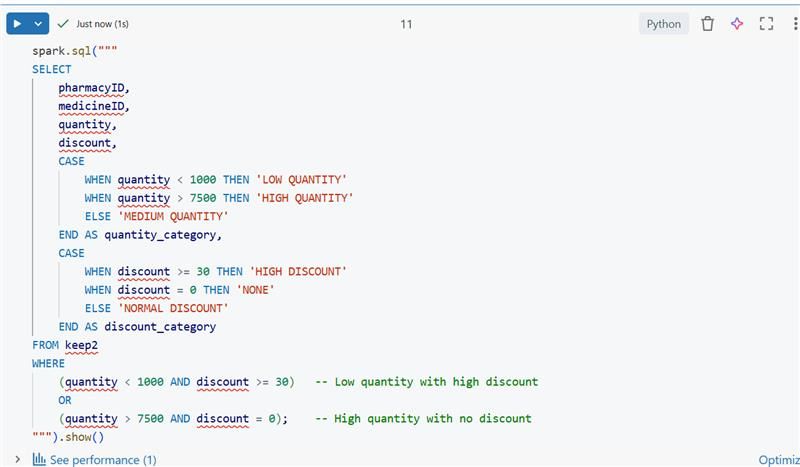 Just now (1s)
11
Python
spark.sql("""
SELECT
    pharmacyID,
    medicineID,
    quantity,
    discount,
    CASE
        WHEN quantity < 1000 THEN 'LOW QUANTITY'
        WHEN quantity > 7500 THEN 'HIGH QUANTITY'
        ELSE 'MEDIUM QUANTITY'
    END AS quantity_category,
    CASE
        WHEN discount >= 30 THEN 'HIGH DISCOUNT'
        WHEN discount = 0 THEN 'NONE'
        ELSE 'NORMAL DISCOUNT'
    END AS discount_category
FROM keep2
WHERE
    (quantity < 1000 AND discount >= 30)   -- Low quantity with high discount
    OR
    (quantity > 7500 AND discount = 0);    -- High quantity with no discount
""").show()
See performance (1)
Optimiz